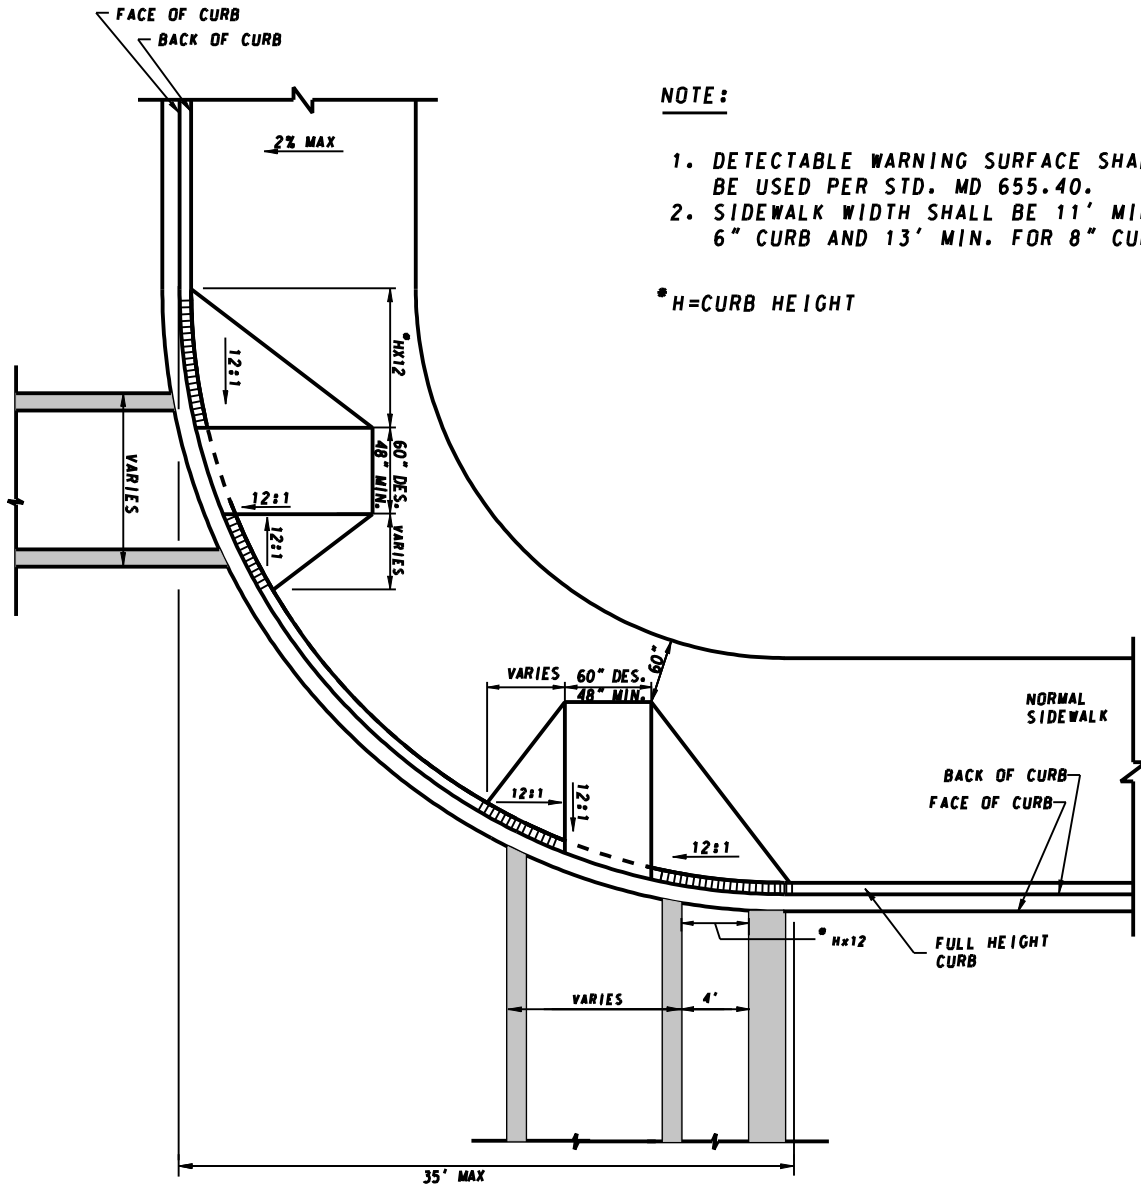 FACE OF CURB
BACK OF CURB
2% MAX
NOTE:
1. DETECTABLE WARNING SURFACE
BE USED PER STD. MD 655.40.
2. SIDEWALK WIDTH SHALL BE 11'
6" CURB AND 13' MIN. FOR 8"
*H=CURB HEIGHT
*HX12
12:1
60" DES.
48" MIN.
VARIES
12:1
12:1
VARIES
60"
VARIES
60" DES.
48" MIN.
NORMAL
SIDEWALK
BACK OF CURB
FACE OF CURB
12:1
12:1
12:1
*Hx12
FULL HEIGHT
CURB
VARIES
4'
35' MAX